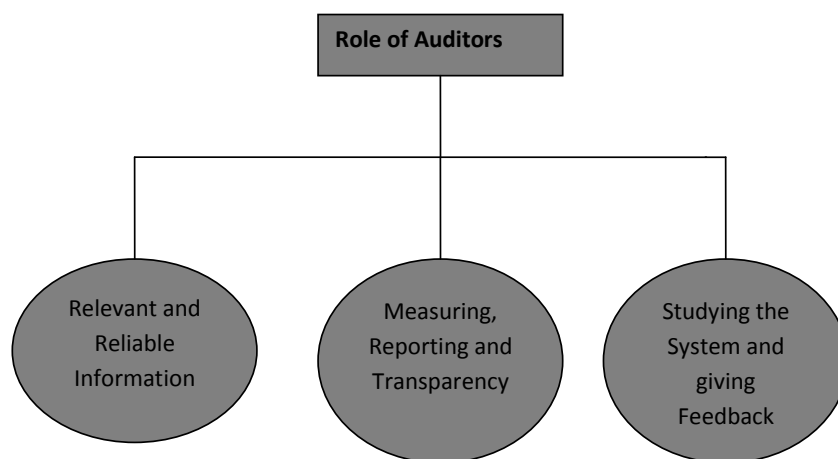 Role of Auditors
Relevant and
Reliable
Information
Measuring,
Reporting and
Transparency
Studying the
System and
giving
Feedback